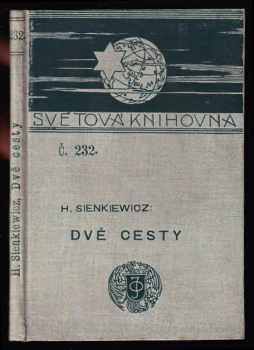 232.
H. Sienkiewicz, Dvě cesty
SVĚTOVÁ KNIHOVNA
Č. 232.
H. SIENKIEWICZ:
DVĚ CESTY